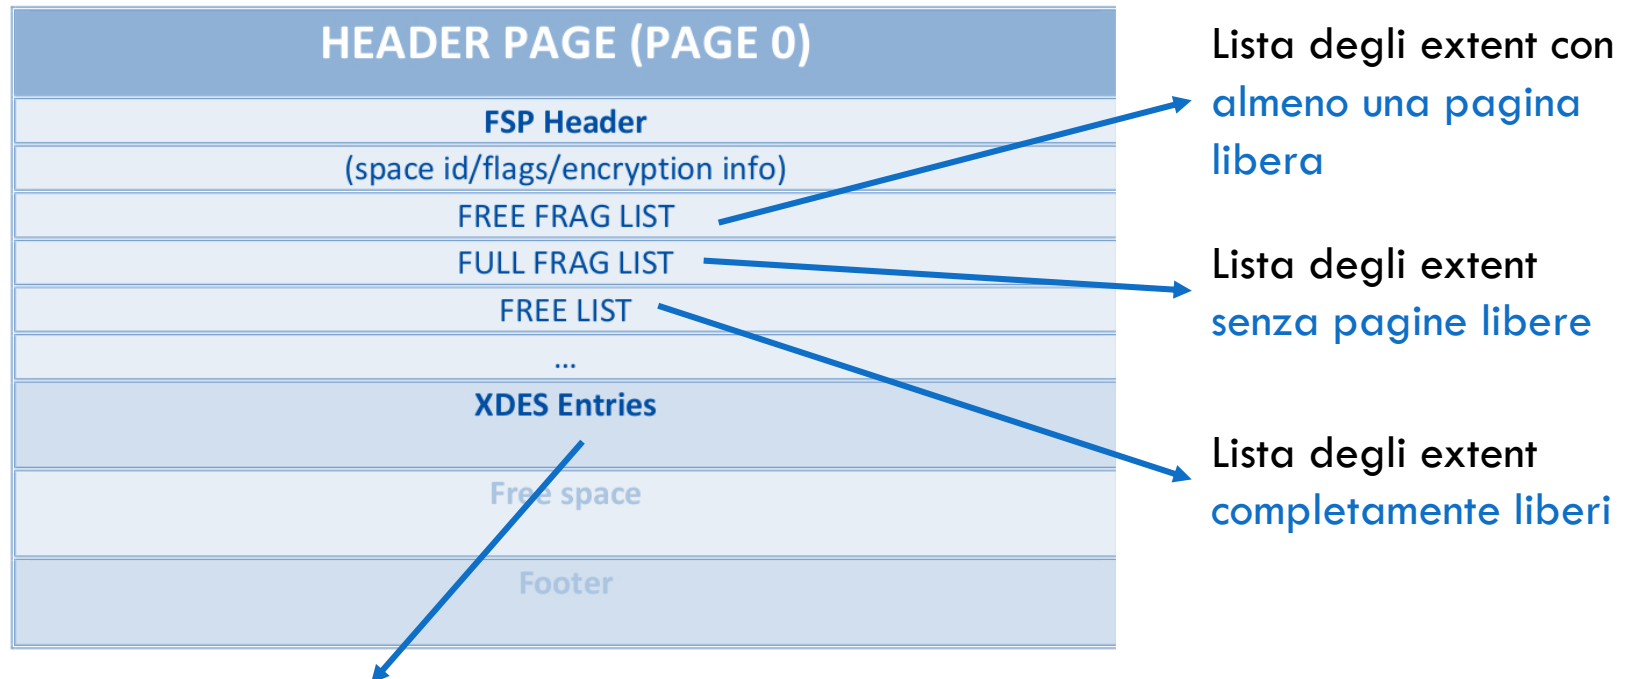 HEADER PAGE (PAGE 0)
FSP Header
(space id/flags/encryption info)
FREE FRAG LIST
FULL FRAG LIST
FREE LIST
...
XDES Entries
Free space
Footer
Lista degli extent con
almeno una pagina
libera
Lista degli extent
senza pagine libere
Lista degli extent
completamente liberi